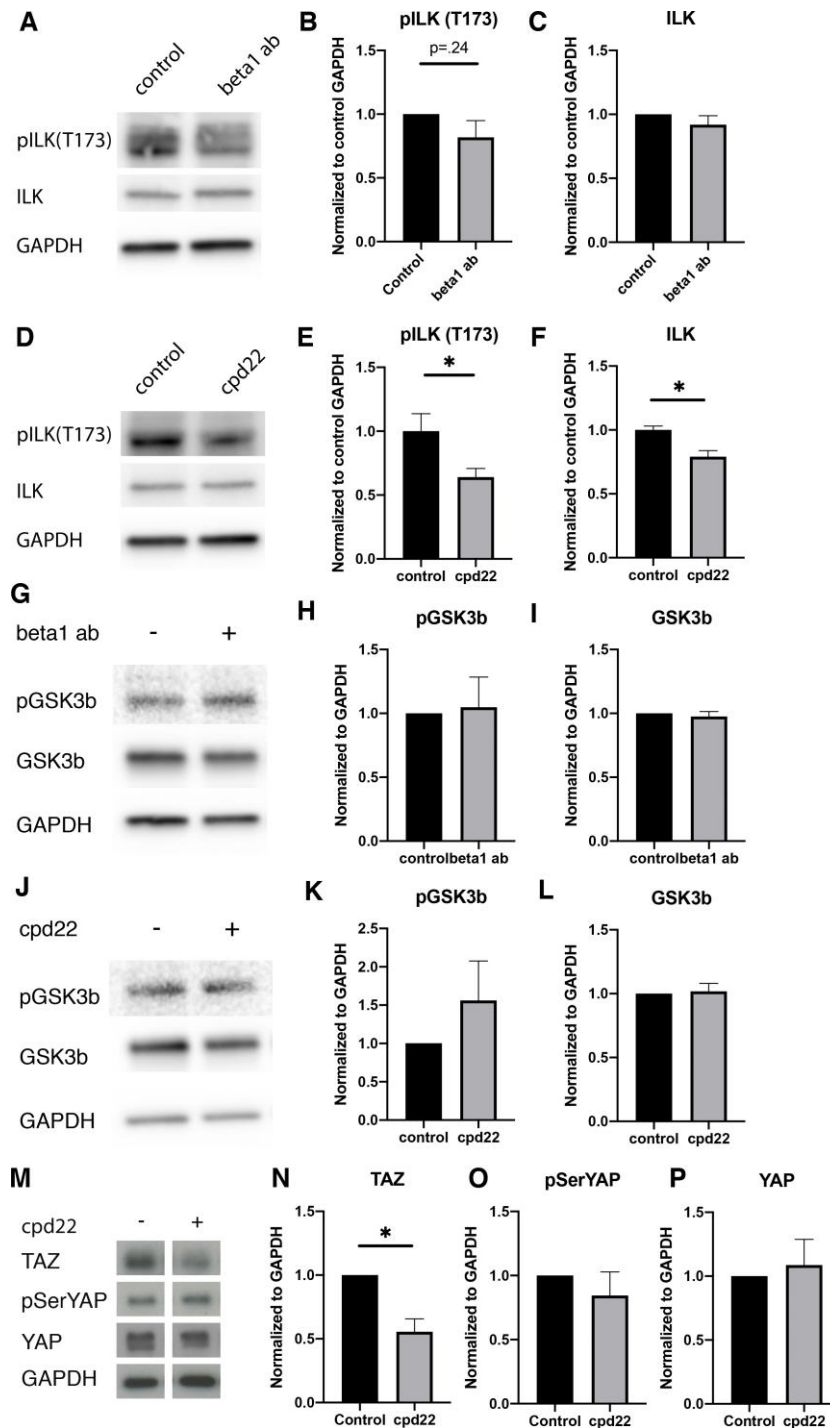 A
control
beta1 ab
pILK(T173)
ILK
GAPDH
B
pILK (T173)
p=.24
Normalized to control GAPDH
1.5
1.0
0.5
0.0
Control
beta1 ab
C
ILK
Normalized to control GAPDH
1.5
1.0
0.5
0.0
control
beta1 ab
D
control
cpd22
pILK(T173)
ILK
GAPDH
E
pILK (T173)
*
Normalized to control GAPDH
1.5
1.0
0.5
0.0
control cpd22
F
ILK
*
Normalized to control GAPDH
1.5
1.0
0.5
0.0
control cpd22
G
beta1 ab - +
pGSK3b
GSK3b
GAPDH
H
pGSK3b
Normalized to GAPDH
1.5
1.0
0.5
0.0
controlbeta1 ab
I
GSK3b
Normalized to GAPDH
1.5
1.0
0.5
0.0
controlbeta1 ab
J
cpd22 - +
pGSK3b
GSK3b
GAPDH
K
pGSK3b
Normalized to GAPDH
2.5
2.0
1.5
1.0
0.5
0.0
control cpd22
L
GSK3b
Normalized to GAPDH
1.5
1.0
0.5
0.0
control cpd22
M
cpd22 - +
TAZ
pSerYAP
YAP
GAPDH
N
TAZ
*
Normalized to GAPDH
1.5
1.0
0.5
0.0
Control cpd22
O
pSerYAP
Normalized to GAPDH
1.5
1.0
0.5
0.0
Control cpd22
P
YAP
Normalized to GAPDH
1.5
1.0
0.5
0.0
Control cpd22